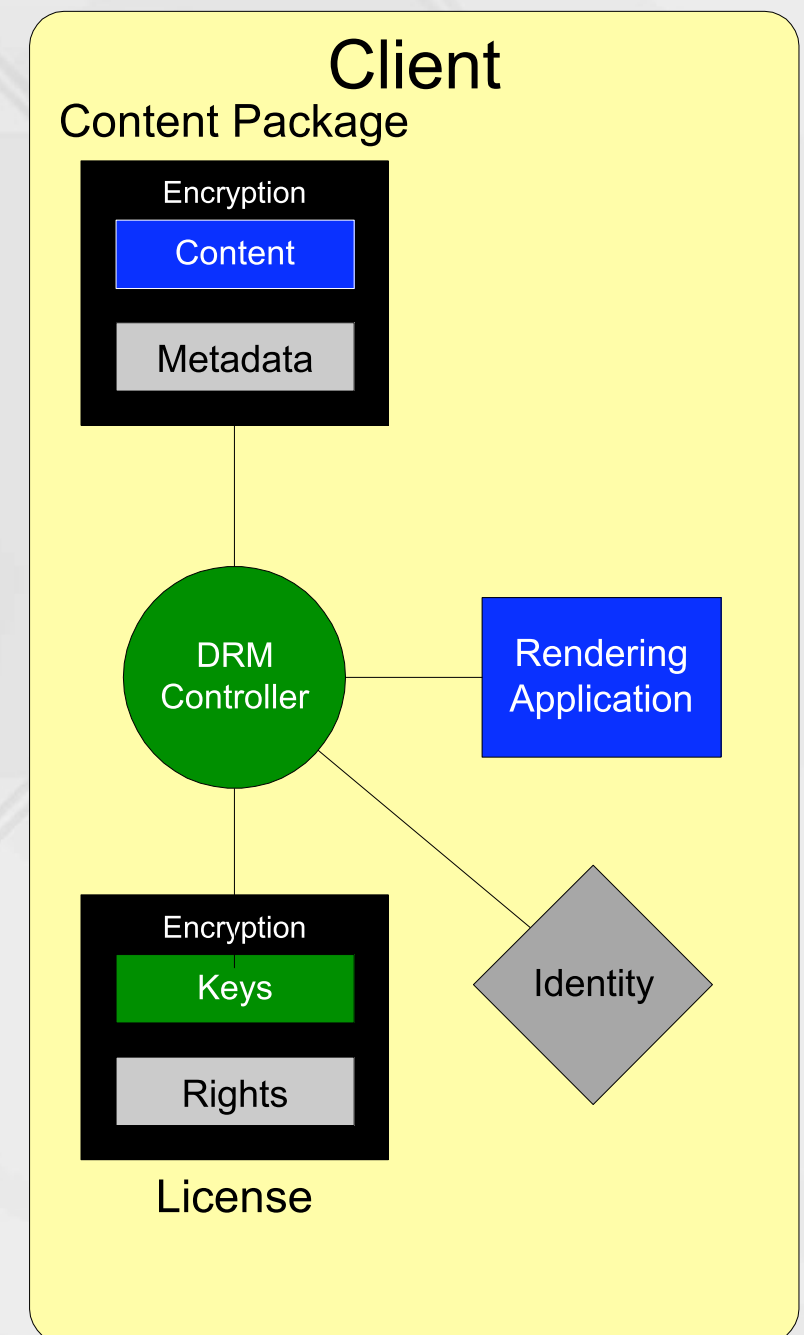 Client
Content Package
Encryption
Content
Metadata
DRM
Controller
Rendering
Application
Encryption
Keys
Identity
Rights
License